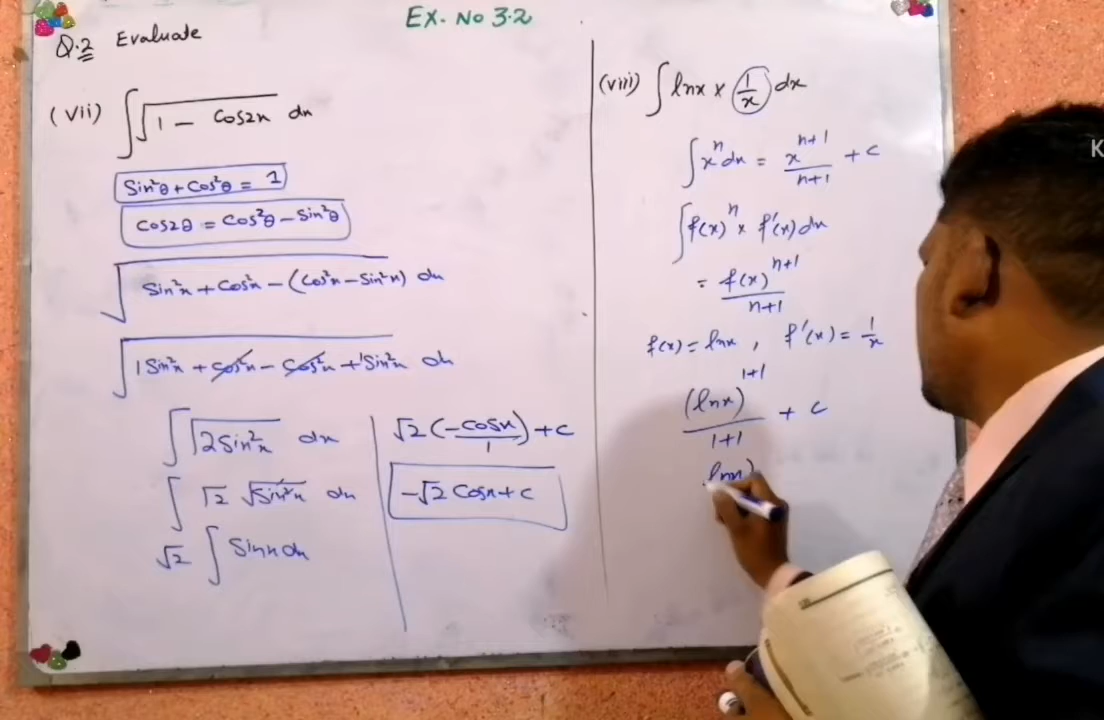 Ex. No 3.2
Q.2 Evaluate
(vii) ∫√(1 - Cos2x) dx
Sin²θ + Cos²θ = 1
Cos2θ = Cos²θ - Sin²θ
√(Sin²x + Cos²x - (Cos²x - Sin²x)) dx
√(1Sin²x + Cos²x - Cos²x + 1Sin²x) dx
∫√(2Sin²x) dx
∫ √2 √(Sin²x) dx
√2 ∫ Sinx dx
√2 (-Cosx/1) + c
-√2 Cosx + c
(viii) ∫ lnx × (1/x) dx
∫xⁿdx = xⁿ⁺¹/n+1 + c
∫f(x)ⁿ × f'(x)dx
= f(x)ⁿ⁺¹/n+1
f(x) = lnx , f'(x) = 1/x
(lnx)¹⁺¹/1+1 + c
lnx)
K